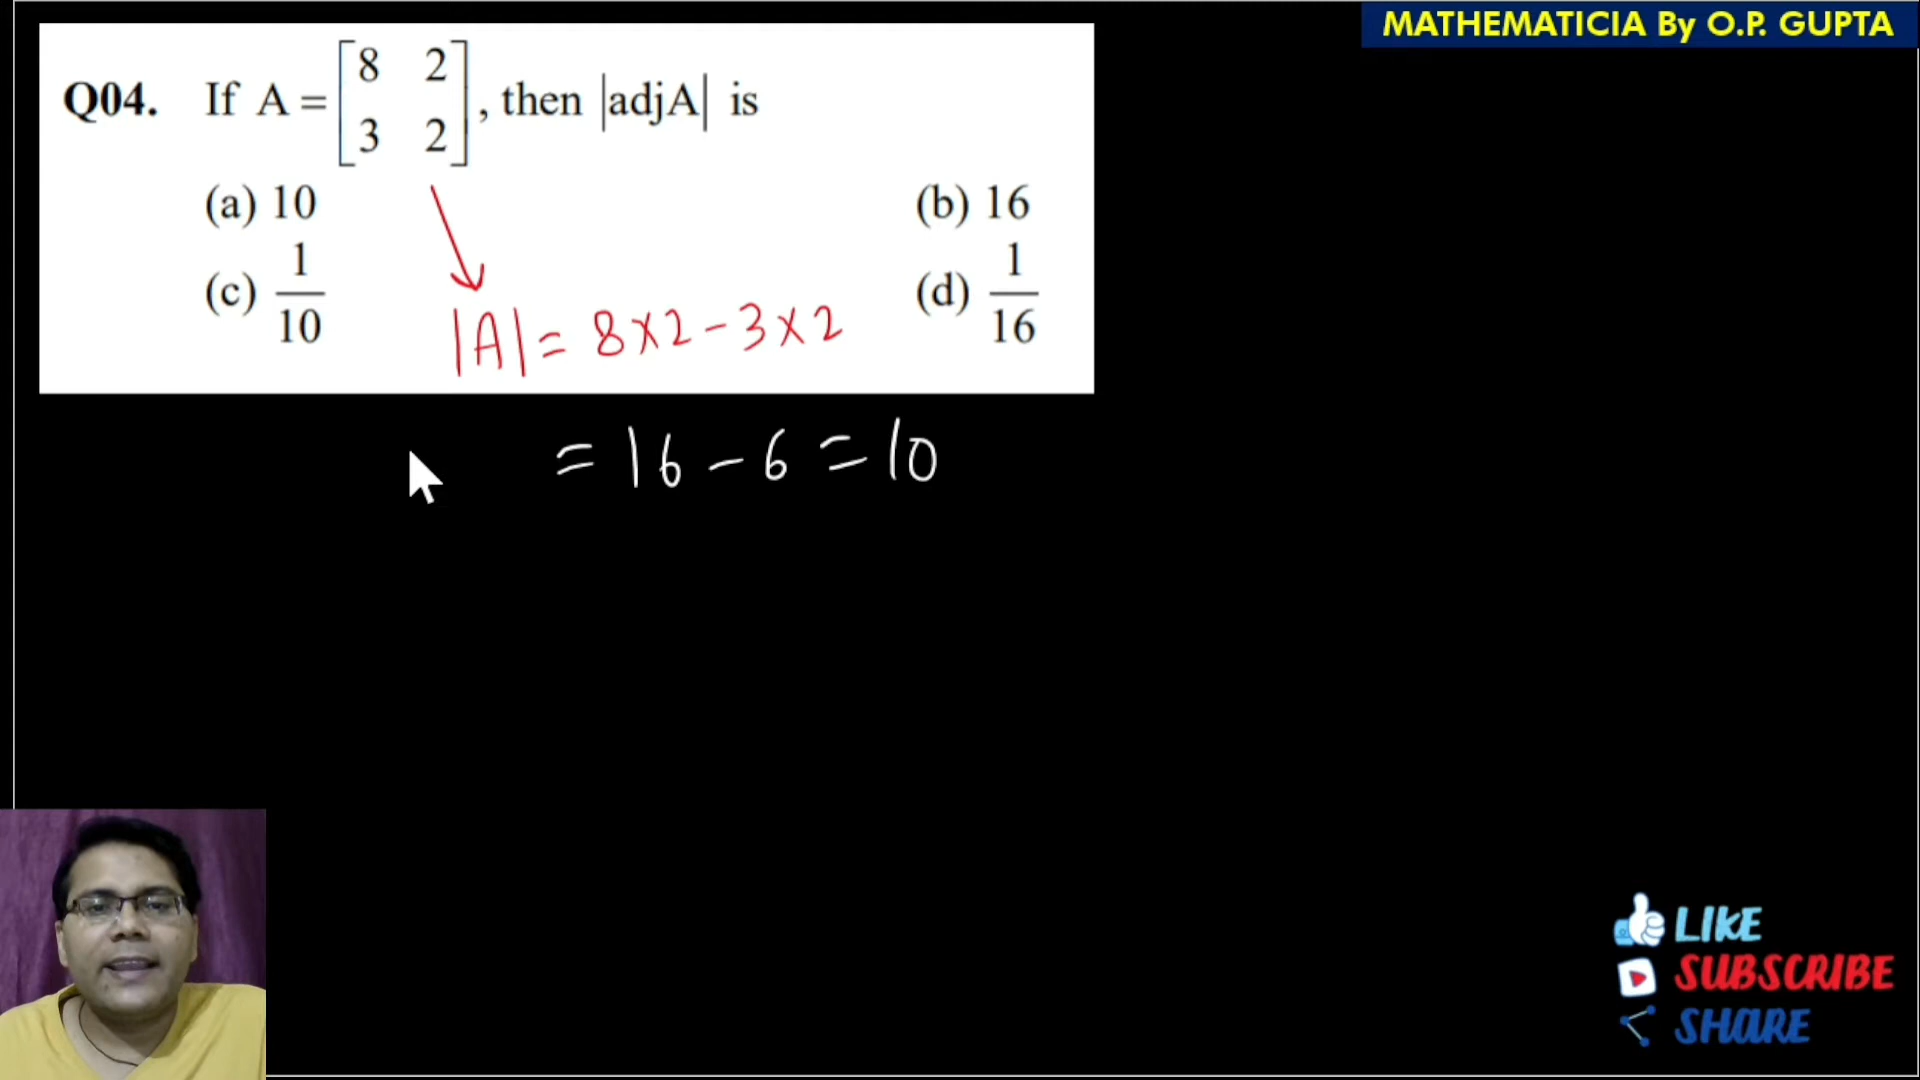 MATHEMATICIA By O.P. GUPTA
Q04. If A = [8 2; 3 2], then |adjA| is
(a) 10 (b) 16
(c) 1/10 (d) 1/16
|A| = 8×2-3×2
= 16-6 = 10
LIKE
SUBSCRIBE
SHARE